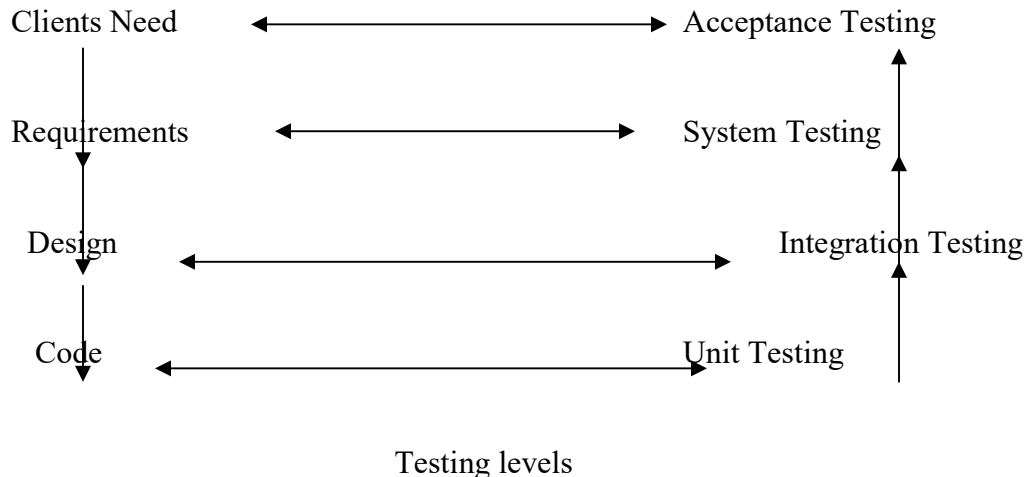 Clients Need Acceptance Testing
Requirements System Testing
Design Integration Testing
Code Unit Testing
Testing levels